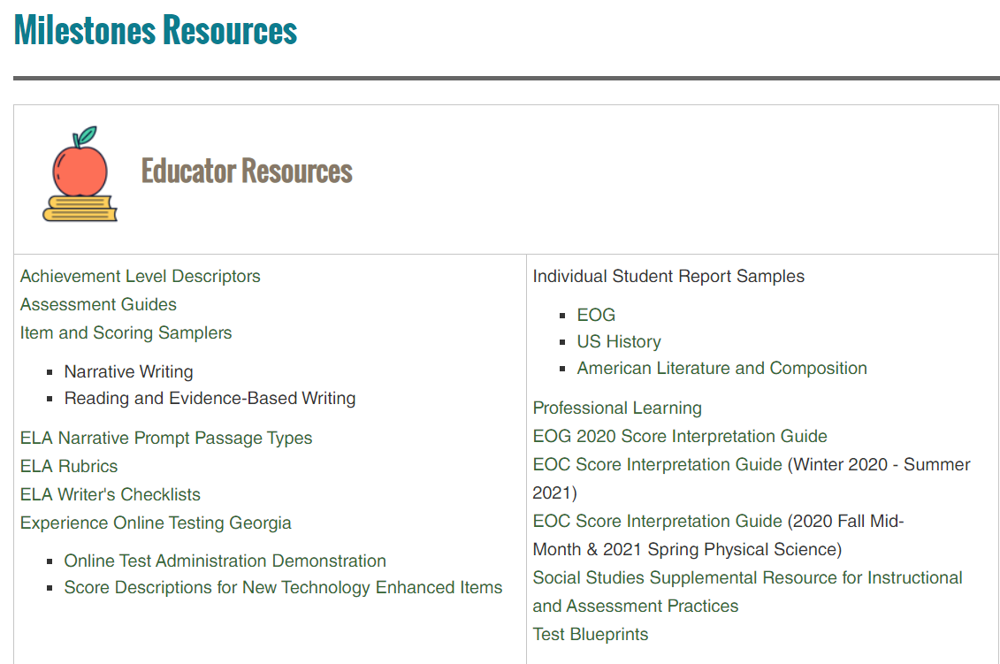 Milestones Resources
Educator Resources
Achievement Level Descriptors
Assessment Guides
Item and Scoring Samplers
Narrative Writing
Reading and Evidence-Based Writing
ELA Narrative Prompt Passage Types
ELA Rubrics
ELA Writer's Checklists
Experience Online Testing Georgia
Online Test Administration Demonstration
Score Descriptions for New Technology Enhanced Items
Individual Student Report Samples
EOG
US History
American Literature and Composition
Professional Learning
EOG 2020 Score Interpretation Guide
EOC Score Interpretation Guide (Winter 2020 - Summer
2021)
EOC Score Interpretation Guide (2020 Fall Mid-
Month & 2021 Spring Physical Science)
Social Studies Supplemental Resource for Instructional
and Assessment Practices
Test Blueprints